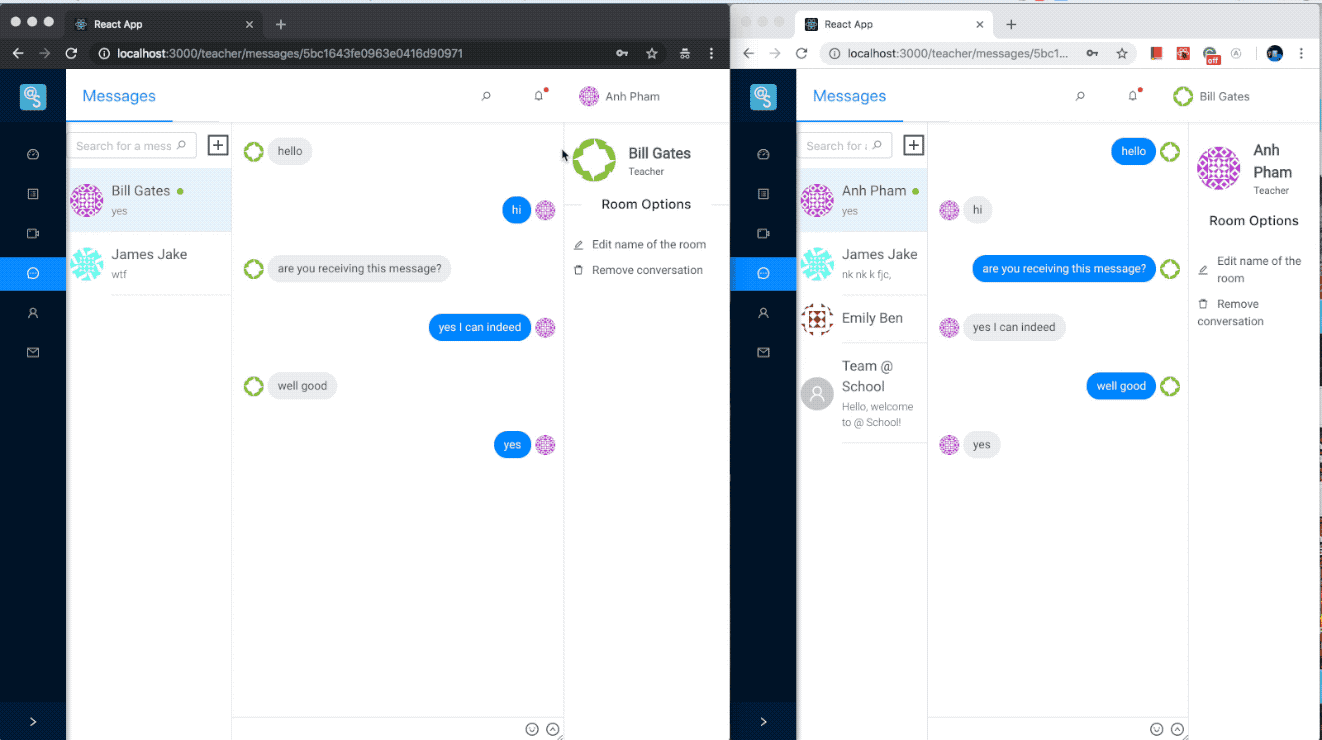 React App
localhost:3000/teacher/messages/5bc1643fe0963e0416d90971
@S
Messages
Anh Pham
Search for a mess
Bill Gates
yes
James Jake
wtf
hello
hi
are you receiving this message?
yes I can indeed
well good
yes
Bill Gates
Teacher
Room Options
Edit name of the room
Remove conversation
React App
localhost:3000/teacher/messages/5bc1...
off
@S
Messages
Bill Gates
Search for a
Anh Pham
yes
James Jake
nk nk k fjc,
Emily Ben
Team @
School
Hello, welcome
to @ School!
hello
hi
are you receiving this message?
yes I can indeed
well good
yes
Anh
Pham
Teacher
Room Options
Edit name of the
room
Remove
conversation